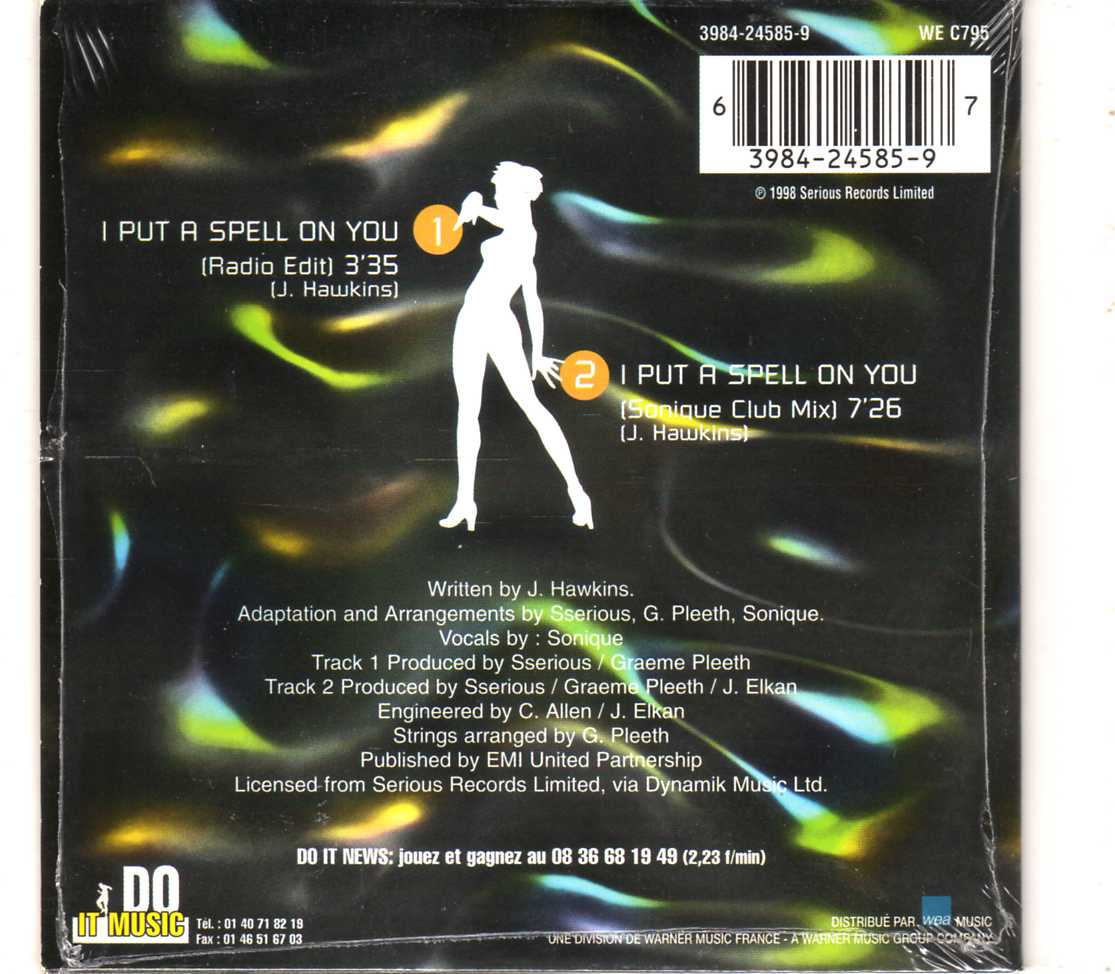 3984-24585-9 WE C795
6 7
3984-24585-9
℗ 1998 Serious Records Limited
I PUT A SPELL ON YOU 1
(Radio Edit) 3'35
(J. Hawkins)
2 I PUT A SPELL ON YOU
(Sonique Club Mix) 7'26
(J. Hawkins)
Written by J. Hawkins.
Adaptation and Arrangements by Sserious, G. Pleeth, Sonique.
Vocals by : Sonique
Track 1 Produced by Sserious / Graeme Pleeth
Track 2 Produced by Sserious / Graeme Pleeth / J. Elkan
Engineered by C. Allen / J. Elkan
Strings arranged by G. Pleeth
Published by EMI United Partnership
Licensed from Serious Records Limited, via Dynamik Music Ltd.
DO IT NEWS: jouez et gagnez au 08 36 68 19 49 (2,23 f/min)
DO
IT MUSIC
Tél. : 01 40 71 82 19
Fax : 01 46 51 67 03
DISTRIBUÉ PAR wea MUSIC
UNE DIVISION DE WARNER MUSIC FRANCE - A WARNER MUSIC GROUP COMPANY